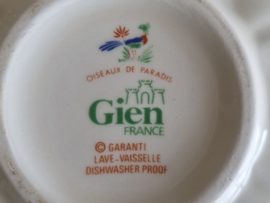 OISEAUX DE PARADIS
Gien
FRANCE
© GARANTI
LAVE-VAISSELLE
DISHWASHER PROOF